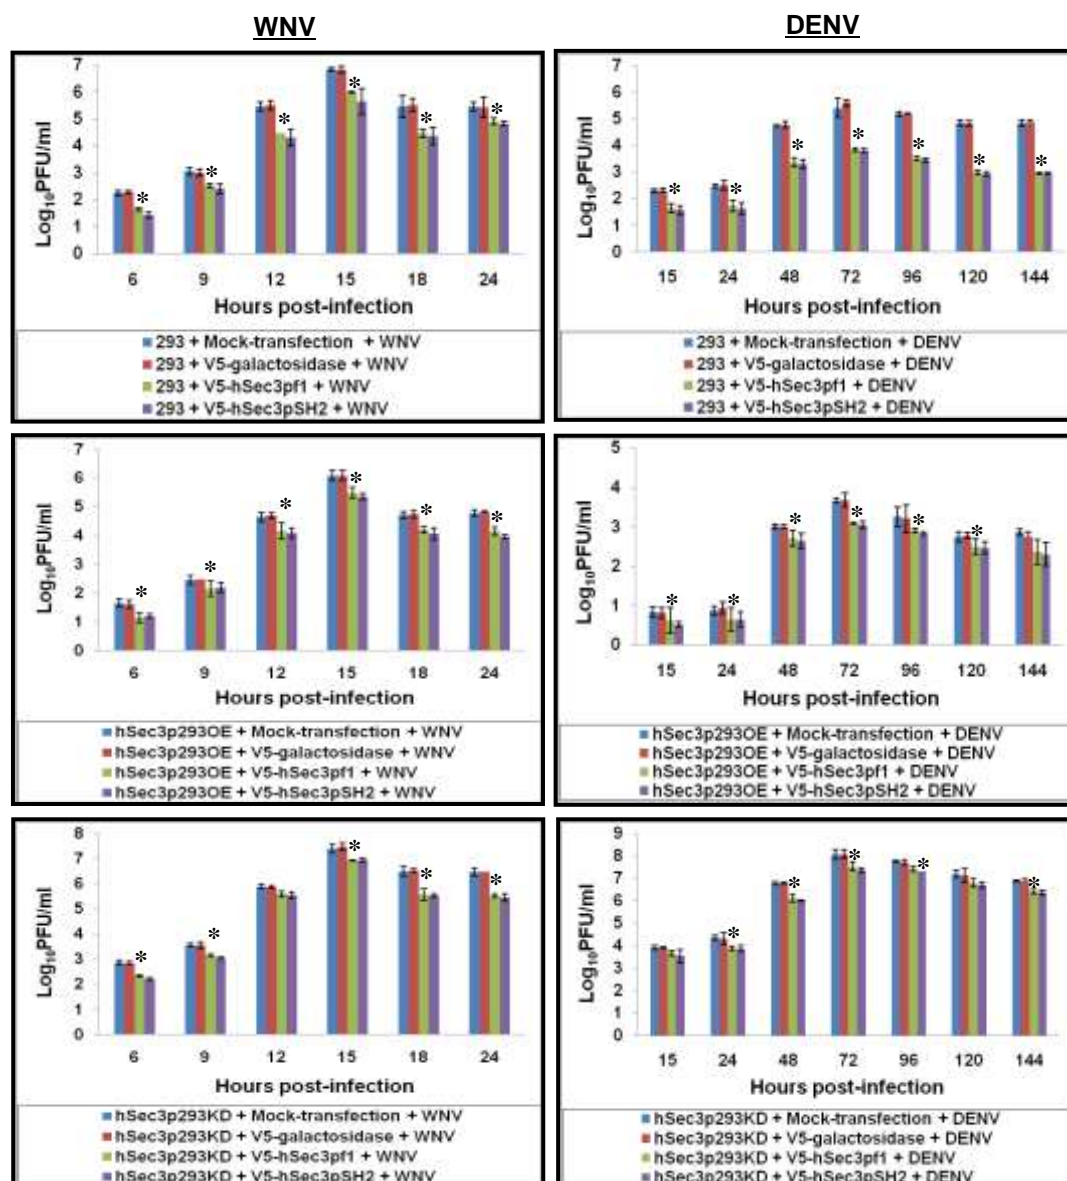 WNV
DENV
7
6
5
4
3
2
1
0
Log₁₀PFU/ml
* * * * * *
6 9 12 15 18 24
Hours post-infection
293 + Mock-transfection + WNV
293 + V5-galactosidase + WNV
293 + V5-hSec3pf1 + WNV
293 + V5-hSec3pSH2 + WNV
7
6
5
4
3
2
1
0
Log₁₀PFU/ml
* * * * * * *
15 24 48 72 96 120 144
Hours post-infection
293 + Mock-transfection + DENV
293 + V5-galactosidase + DENV
293 + V5-hSec3pf1 + DENV
293 + V5-hSec3pSH2 + DENV
7
6
5
4
3
2
1
0
Log₁₀PFU/ml
* * * * * *
6 9 12 15 18 24
Hours post-infection
hSec3p293OE + Mock-transfection + WNV
hSec3p293OE + V5-galactosidase + WNV
hSec3p293OE + V5-hSec3pf1 + WNV
hSec3p293OE + V5-hSec3pSH2 + WNV
5
4
3
2
1
0
Log₁₀PFU/ml
* * * * * *
15 24 48 72 96 120 144
Hours post-infection
hSec3p293OE + Mock-transfection + DENV
hSec3p293OE + V5-galactosidase + DENV
hSec3p293OE + V5-hSec3pf1 + DENV
hSec3p293OE + V5-hSec3pSH2 + DENV
8
7
6
5
4
3
2
1
0
Log₁₀PFU/ml
* * * * *
6 9 12 15 18 24
Hours post-infection
hSec3p293KD + Mock-transfection + WNV
hSec3p293KD + V5-galactosidase + WNV
hSec3p293KD + V5-hSec3pf1 + WNV
hSec3p293KD + V5-hSec3pSH2 + WNV
9
8
7
6
5
4
3
2
1
0
Log₁₀PFU/ml
* * * * *
15 24 48 72 96 120 144
Hours post-infection
hSec3p293KD + Mock-transfection + DENV
hSec3p293KD + V5-galactosidase + DENV
hSec3p293KD + V5-hSec3pf1 + DENV
hSec3p293KD + V5-hSec3pSH2 + DENV